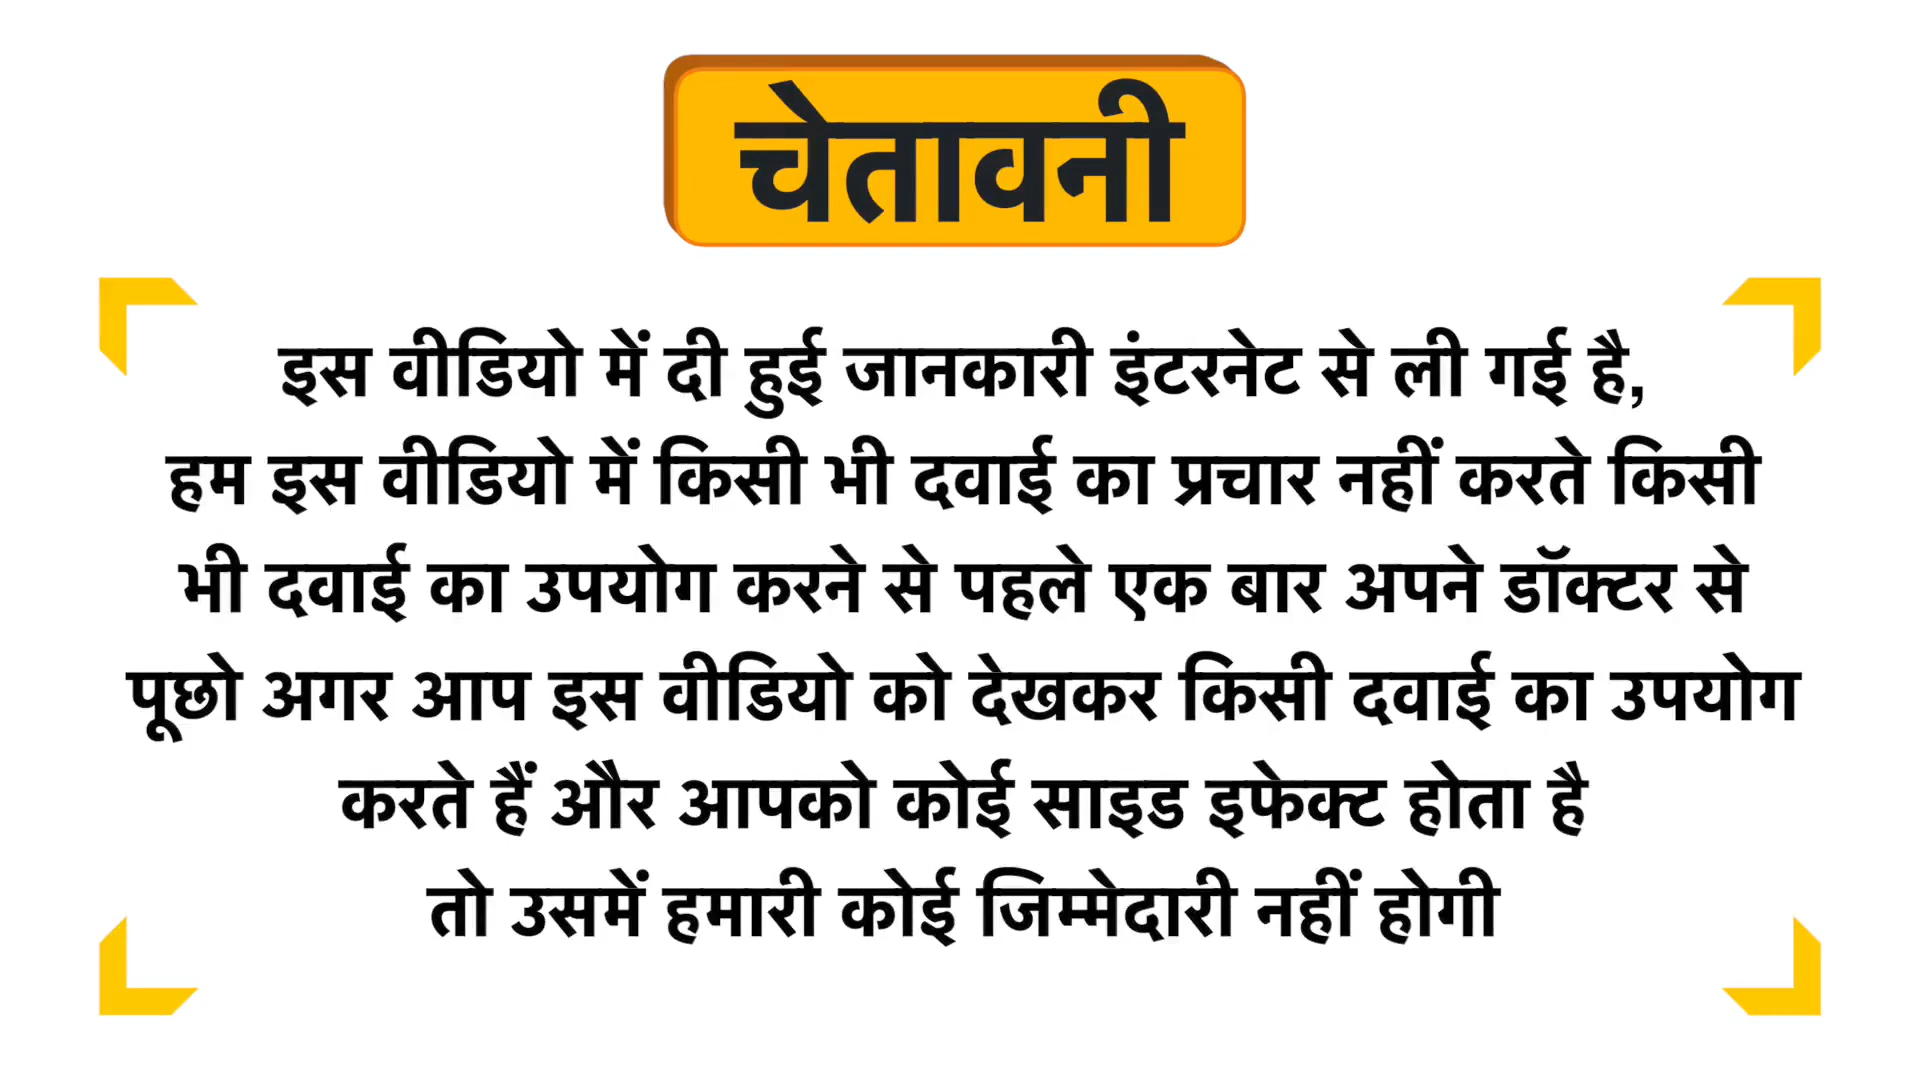 चेतावनी
इस वीडियो में दी हुई जानकारी इंटरनेट से ली गई है,
हम इस वीडियो में किसी भी दवाई का प्रचार नहीं करते किसी
भी दवाई का उपयोग करने से पहले एक बार अपने डॉक्टर से
पूछो अगर आप इस वीडियो को देखकर किसी दवाई का उपयोग
करते हैं और आपको कोई साइड इफेक्ट होता है
तो उसमें हमारी कोई जिम्मेदारी नहीं होगी